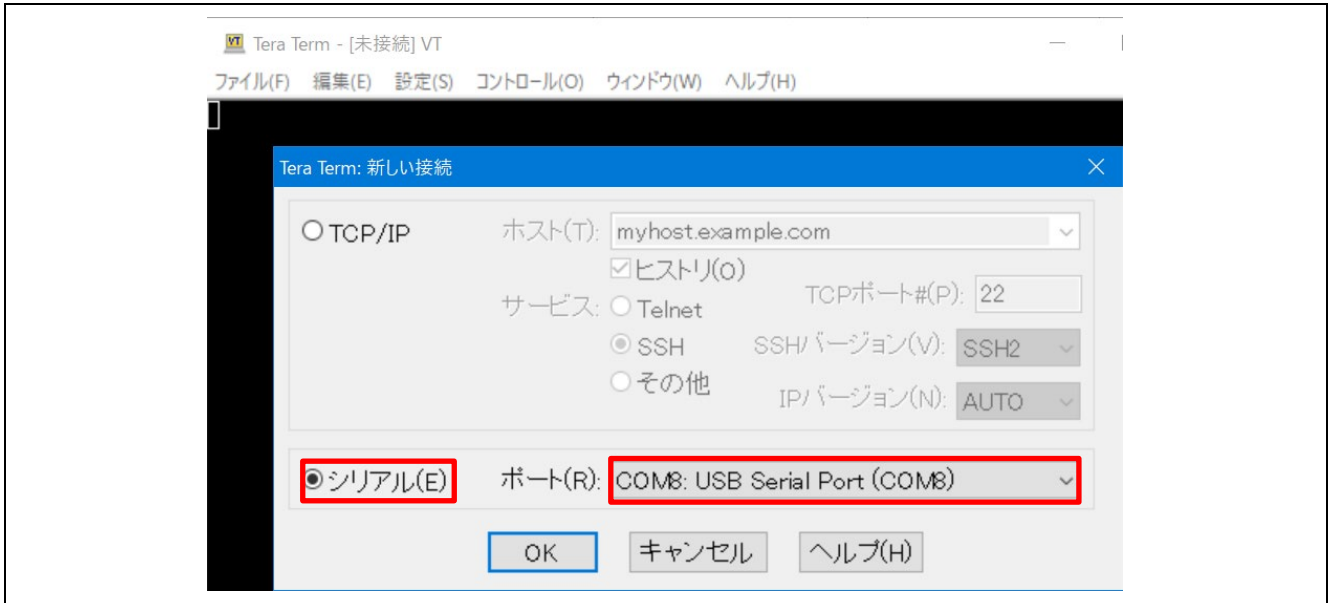 Tera Term - [未接続] VT
ファイル(F) 編集(E) 設定(S) コントロール(O) ウィンドウ(W) ヘルプ(H)
Tera Term: 新しい接続
TCP/IP ホスト(T): myhost.example.com
ヒストリ(O)
サービス: Telnet TCPポート#(P): 22
SSH SSHバージョン(V): SSH2
その他 IPバージョン(N): AUTO
シリアル(E) ポート(R): COM8: USB Serial Port (COM8)
OK キャンセル ヘルプ(H)